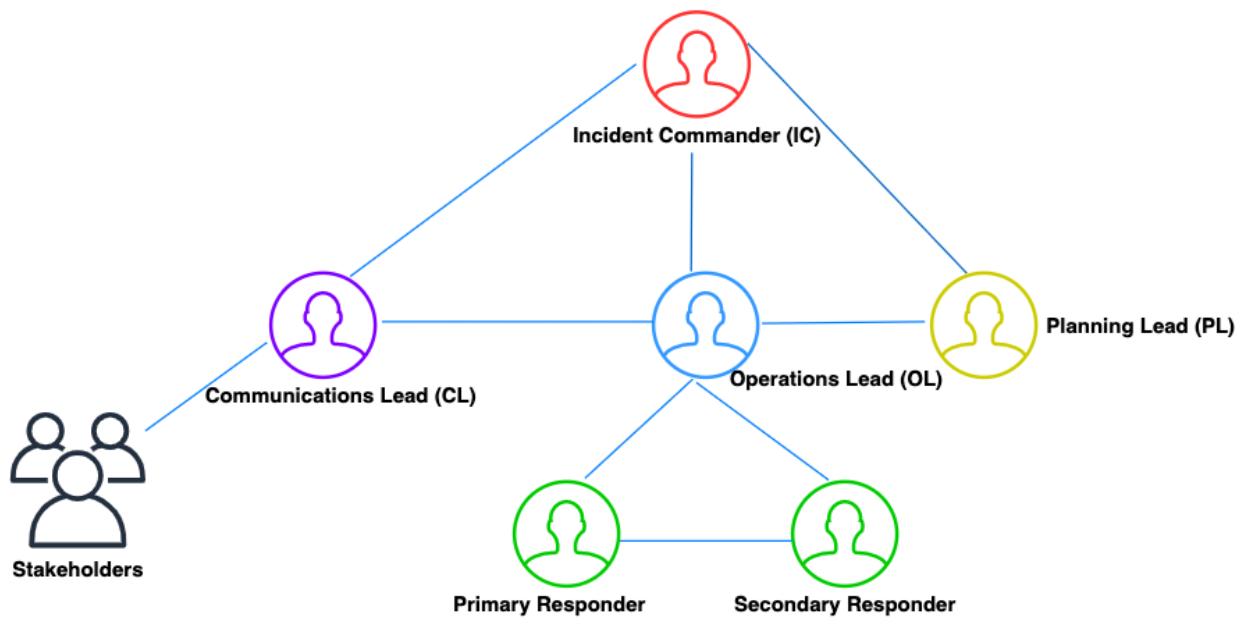 Incident Commander (IC)
Planning Lead (PL)
Operations Lead (OL)
Communications Lead (CL)
Stakeholders
Primary Responder
Secondary Responder